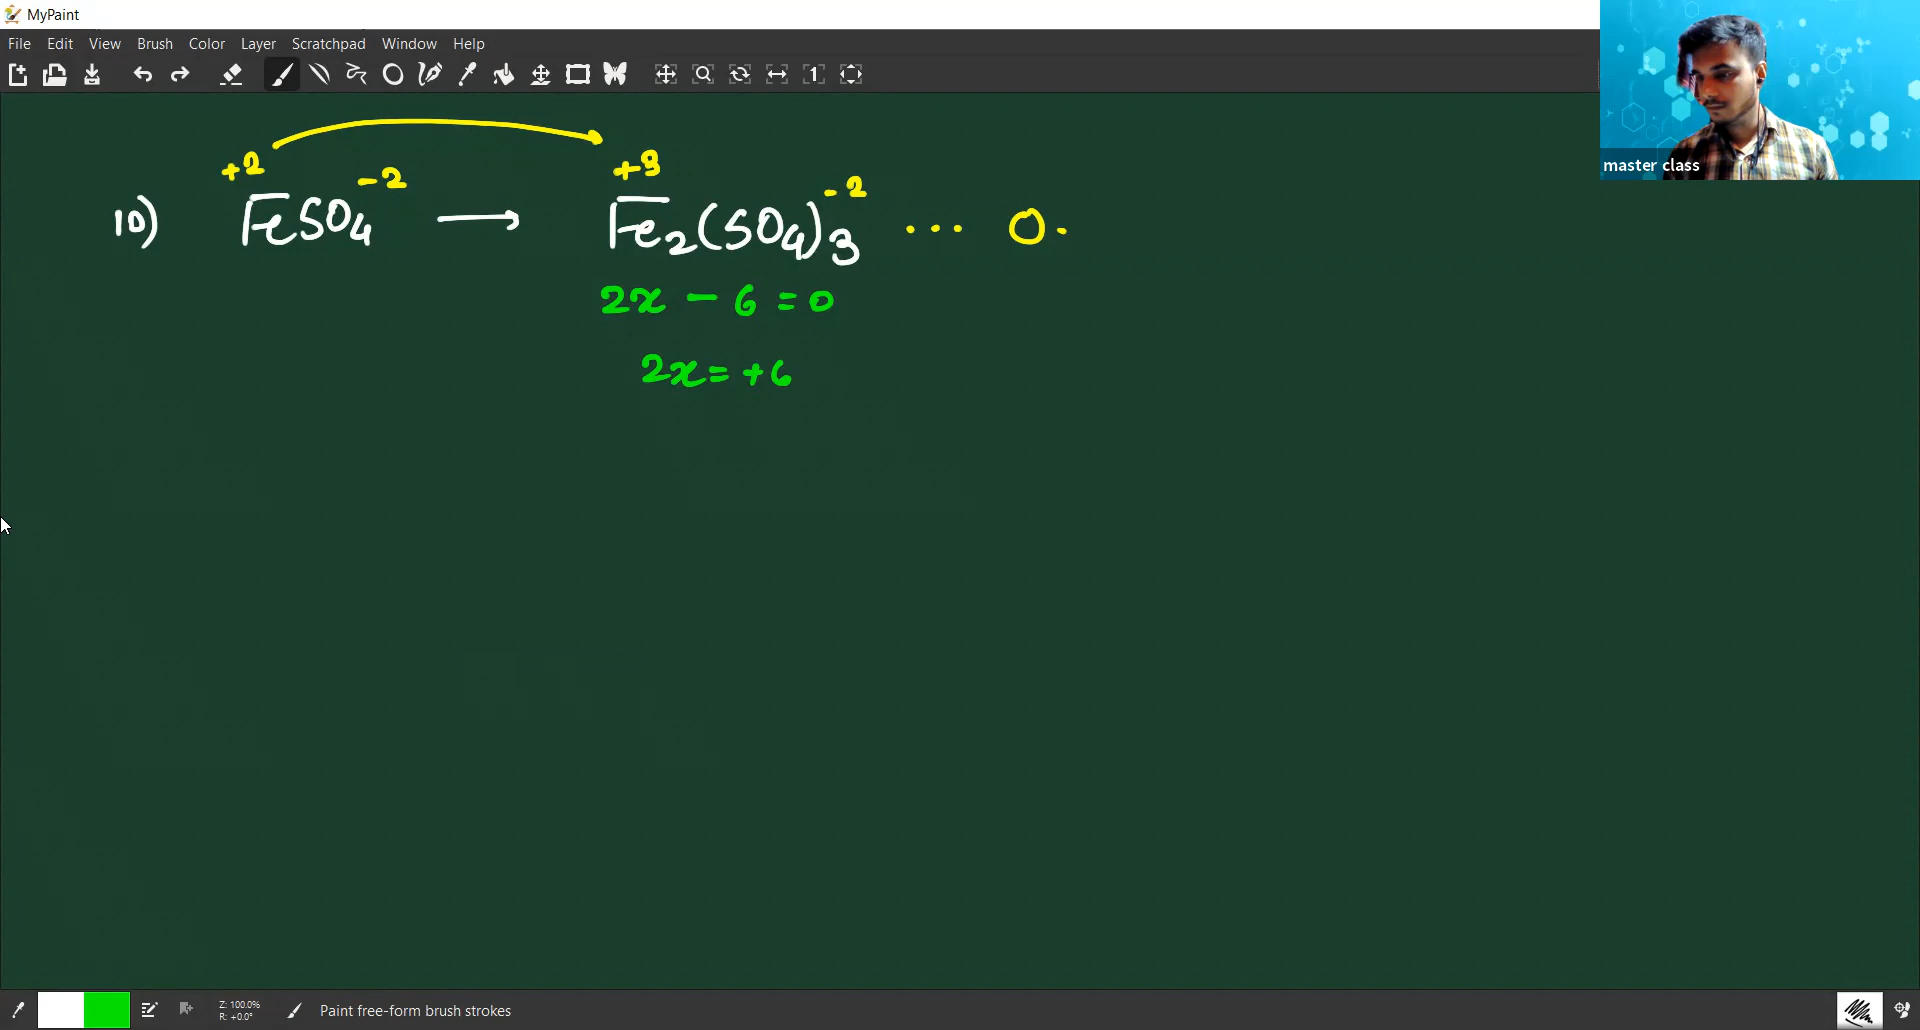 MyPaint
File Edit View Brush Color Layer Scratchpad Window Help
master class
+2 -2 +3 -2
10) FeSO4 ⟶ Fe2(SO4)3 ... O.
2x - 6 = 0
2x = +6
Z: 100.0%
R: +0.0°
Paint free-form brush strokes